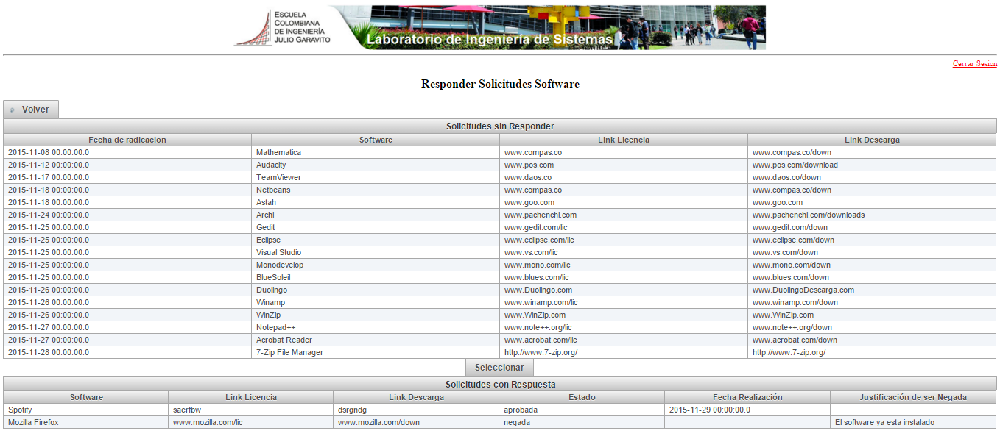 ESCUELA
COLOMBIANA
DE INGENIERÍA
JULIO GARAVITO
Laboratorio de Ingeniería de Sistemas
Cerrar Sesion
Responder Solicitudes Software
Volver
Solicitudes sin Responder
Fecha de radicacion Software Link Licencia Link Descarga
2015-11-08 00:00:00.0 Mathematica www.compas.co www.compas.co/down
2015-11-12 00:00:00.0 Audacity www.pos.com www.pos.com/download
2015-11-17 00:00:00.0 TeamViewer www.daos.co www.daos.co/down
2015-11-18 00:00:00.0 Netbeans www.compas.co www.compas.co/down
2015-11-18 00:00:00.0 Astah www.goo.com www.goo.com
2015-11-24 00:00:00.0 Archi www.pachenchi.com www.pachenchi.com/downloads
2015-11-25 00:00:00.0 Gedit www.gedit.com/lic www.gedit.com/down
2015-11-25 00:00:00.0 Eclipse www.eclipse.com/lic www.eclipse.com/down
2015-11-25 00:00:00.0 Visual Studio www.vs.com/lic www.vs.com/down
2015-11-25 00:00:00.0 Monodevelop www.mono.com/lic www.mono.com/down
2015-11-25 00:00:00.0 BlueSoleil www.blues.com/lic www.blues.com/down
2015-11-26 00:00:00.0 Duolingo www.Duolingo.com www.DuolingoDescarga.com
2015-11-26 00:00:00.0 Winamp www.winamp.com/lic www.winamp.com/down
2015-11-26 00:00:00.0 WinZip www.WinZip.com www.WinZip.com
2015-11-27 00:00:00.0 Notepad++ www.note++.org/lic www.note++.org/down
2015-11-27 00:00:00.0 Acrobat Reader www.acrobat.com/lic www.acrobat.com/down
2015-11-28 00:00:00.0 7-Zip File Manager http://www.7-zip.org/ http://www.7-zip.org/
Seleccionar
Solicitudes con Respuesta
Software Link Licencia Link Descarga Estado Fecha Realización Justificación de ser Negada
Spotify saerfbw dsrgndg aprobada 2015-11-29 00:00:00.0
Mozilla Firefox www.mozilla.com/lic www.mozilla.com/down negada El software ya esta instalado